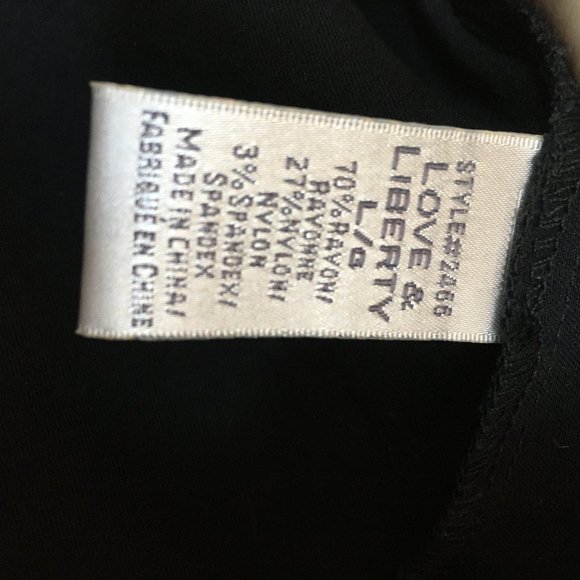 STYLE#2466
LOVE &
LIBERTY
L/G
70%RAYON/
RAYONNE
27%NYLON/
NYLON
3%SPANDEX/
SPANDEX
MADE IN CHINA/
FABRIQUÉ EN CHINE